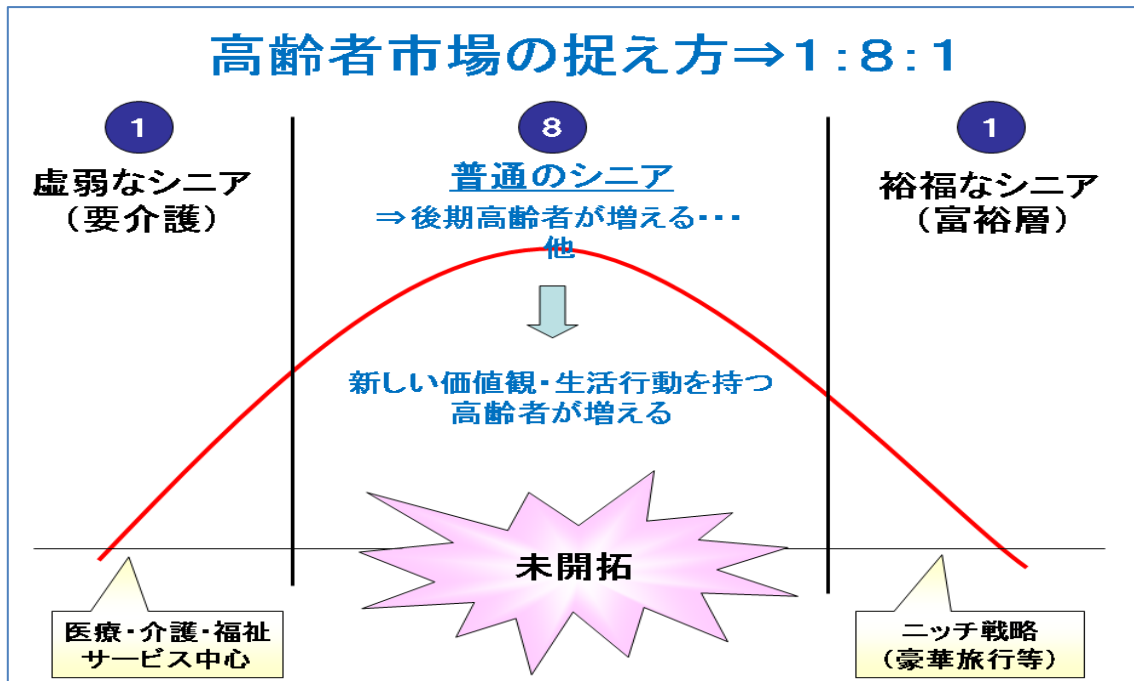 高齢者市場の捉え方⇒1:8:1
1
虚弱なシニア
(要介護)
8
普通のシニア
⇒後期高齢者が増える・・・
他
新しい価値観・生活行動を持つ
高齢者が増える
1
裕福なシニア
(富裕層)
未開拓
医療・介護・福祉
サービス中心
ニッチ戦略
(豪華旅行等)